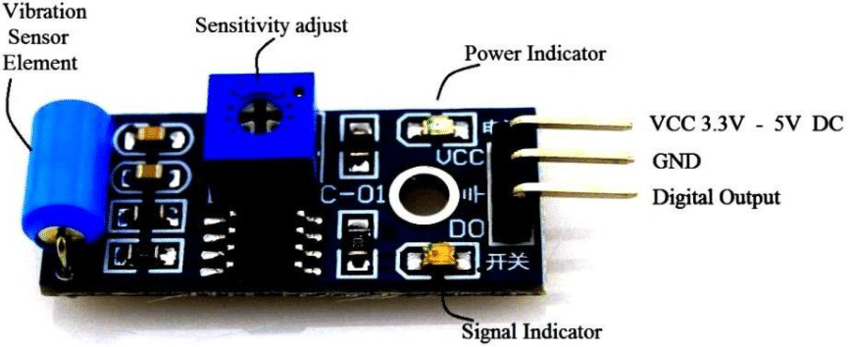 Vibration
Sensor
Element
Sensitivity adjust
Power Indicator
VCC 3.3V - 5V DC
GND
Digital Output
VCC
C-01
DO
开关
Signal Indicator